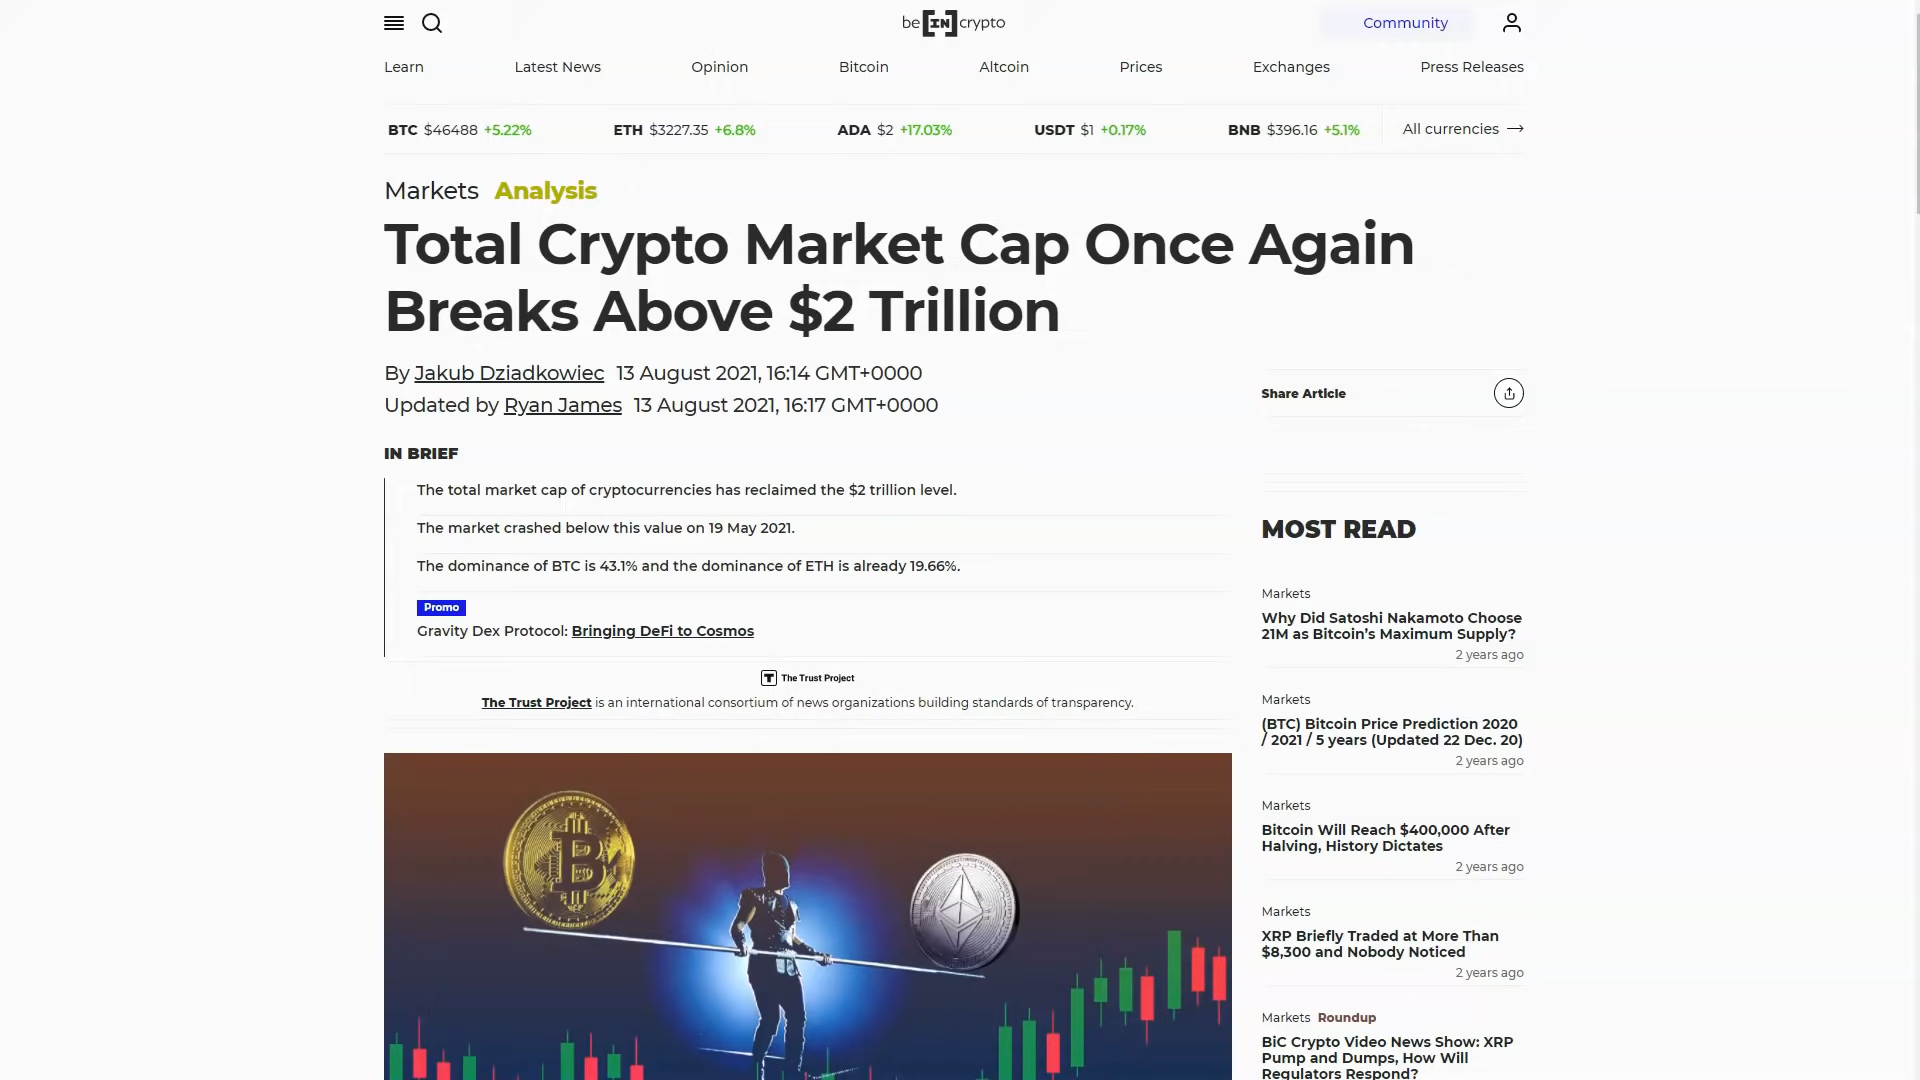 be [IN] crypto
Community
Learn
Latest News
Opinion
Bitcoin
Altcoin
Prices
Exchanges
Press Releases
BTC $46488 +5.22%
ETH $3227.35 +6.8%
ADA $2 +17.03%
USDT $1 +0.17%
BNB $396.16 +5.1%
All currencies
Markets Analysis
Total Crypto Market Cap Once Again
Breaks Above $2 Trillion
By Jakub Dziadkowiec 13 August 2021, 16:14 GMT+0000
Updated by Ryan James 13 August 2021, 16:17 GMT+0000
IN BRIEF
The total market cap of cryptocurrencies has reclaimed the $2 trillion level.
The market crashed below this value on 19 May 2021.
The dominance of BTC is 43.1% and the dominance of ETH is already 19.66%.
Promo
Gravity Dex Protocol: Bringing DeFi to Cosmos
T The Trust Project
The Trust Project is an international consortium of news organizations building standards of transparency.
Share Article
MOST READ
Markets
Why Did Satoshi Nakamoto Choose
21M as Bitcoin’s Maximum Supply?
2 years ago
Markets
(BTC) Bitcoin Price Prediction 2020
/ 2021 / 5 years (Updated 22 Dec. 20)
2 years ago
Markets
Bitcoin Will Reach $400,000 After
Halving, History Dictates
2 years ago
Markets
XRP Briefly Traded at More Than
$8,300 and Nobody Noticed
2 years ago
Markets Roundup
BiC Crypto Video News Show: XRP
Pump and Dumps, How Will
Regulators Respond?